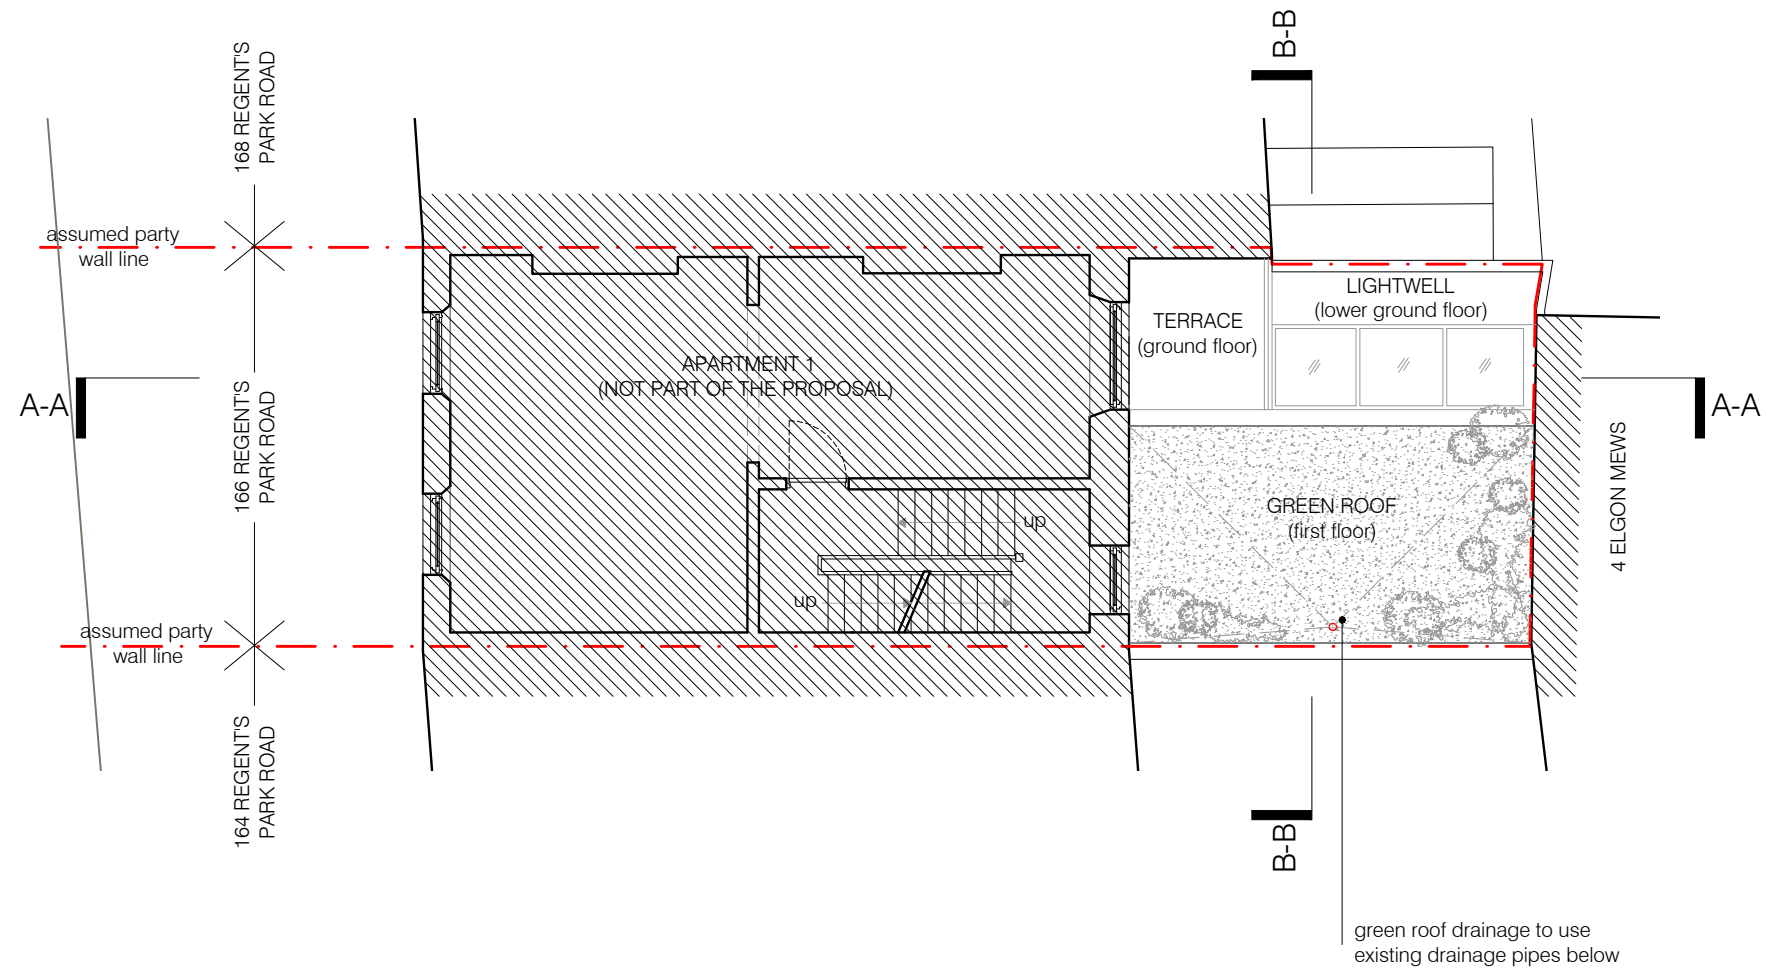 B-B
168 REGENT'S
PARK ROAD
assumed party
wall line
LIGHTWELL
(lower ground floor)
TERRACE
(ground floor)
APARTMENT 1
(NOT PART OF THE PROPOSAL)
A-A
A-A
166 REGENT'S
PARK ROAD
4 ELGON MEWS
GREEN ROOF
(first floor)
up
up
assumed party
wall line
164 REGENT'S
PARK ROAD
B-B
green roof drainage to use
existing drainage pipes below